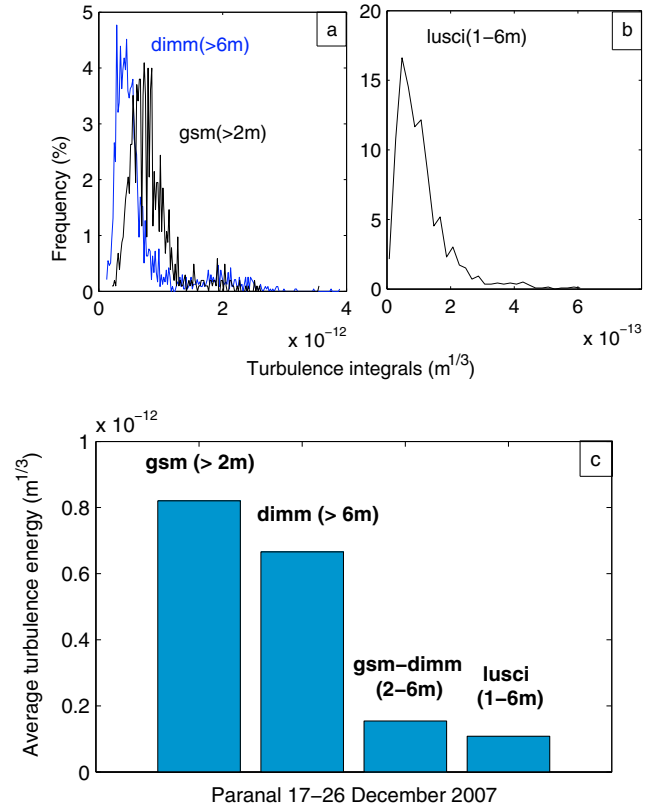 a
dimm(>6m)
gsm(>2m)
Frequency (%)
5
4
3
2
1
0
0 2 4
x 10−12
b
lusci(1−6m)
20
15
10
5
0
0 2 4 6
x 10−13
Turbulence integrals (m1/3)
x 10−12
c
gsm (> 2m)
dimm (> 6m)
gsm−dimm
(2−6m)
lusci
(1−6m)
Average turbulence energy (m1/3)
1
0.8
0.6
0.4
0.2
0
Paranal 17−26 December 2007